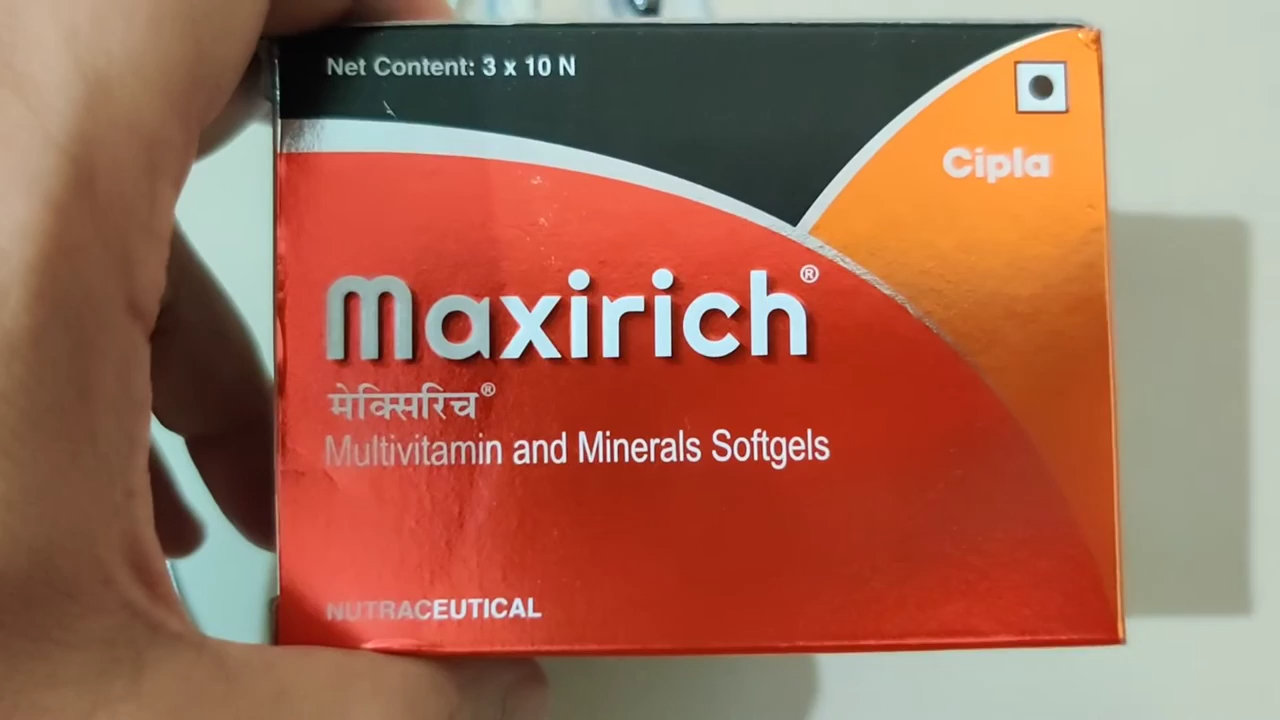 Net Content: 3 x 10 N
Cipla
Maxirich®
मेक्सिरिच®
Multivitamin and Minerals Softgels
NUTRACEUTICAL